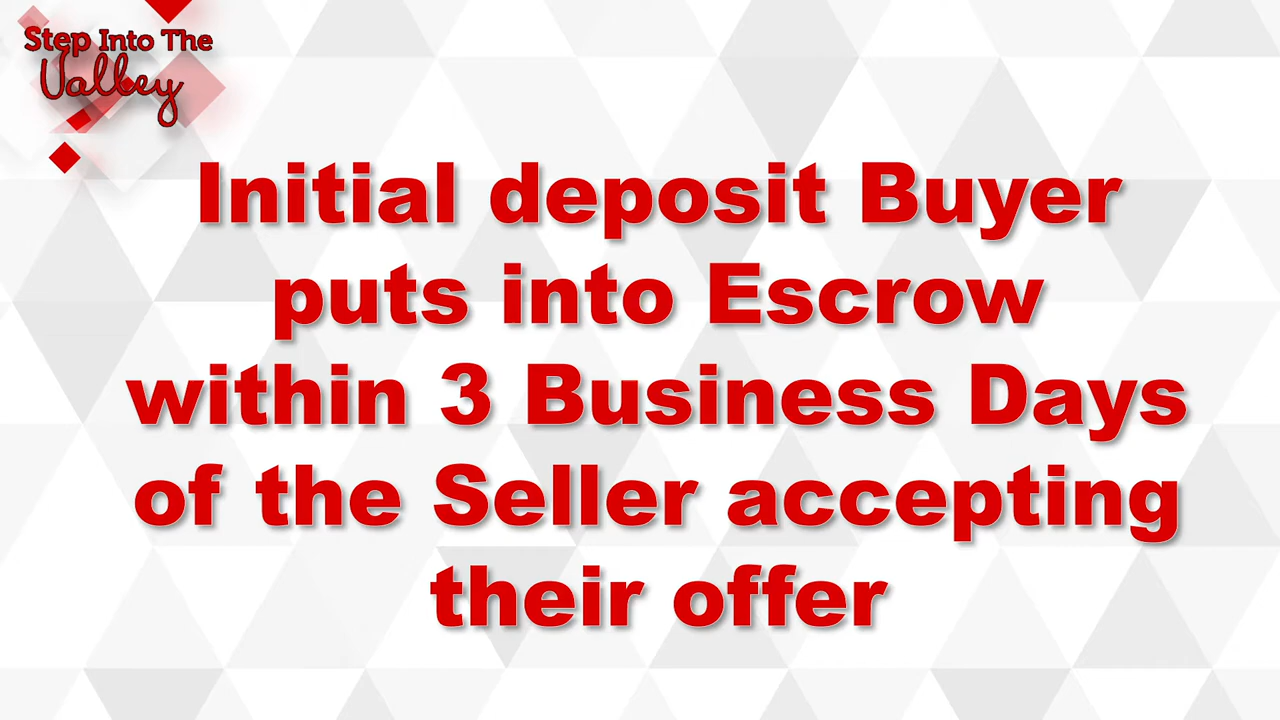 Step Into The
Valley
Initial deposit Buyer
puts into Escrow
within 3 Business Days
of the Seller accepting
their offer